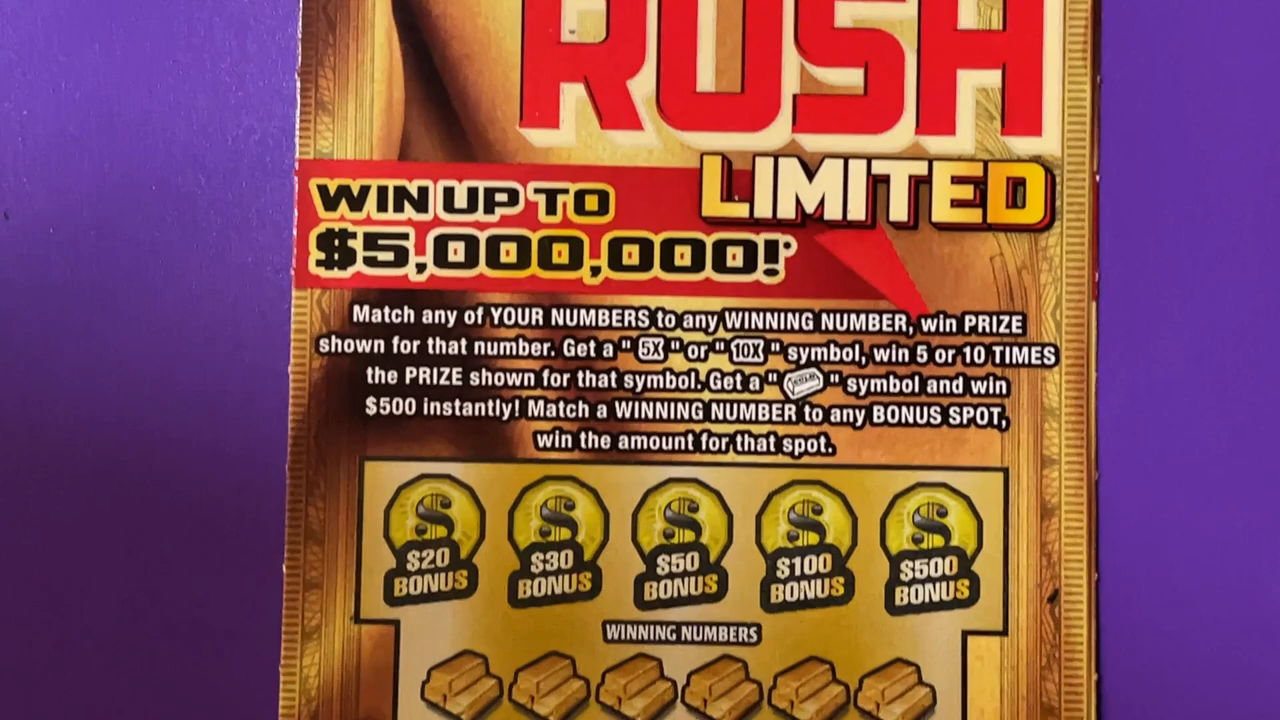 RUSH
LIMITED
WIN UP TO
$5,000,000!*
Match any of YOUR NUMBERS to any WINNING NUMBER, win PRIZE
shown for that number. Get a " 5X " or " 10X " symbol, win 5 or 10 TIMES
the PRIZE shown for that symbol. Get a " " symbol and win
$500 instantly! Match a WINNING NUMBER to any BONUS SPOT,
win the amount for that spot.
$20 BONUS
$30 BONUS
$50 BONUS
$100 BONUS
$500 BONUS
WINNING NUMBERS